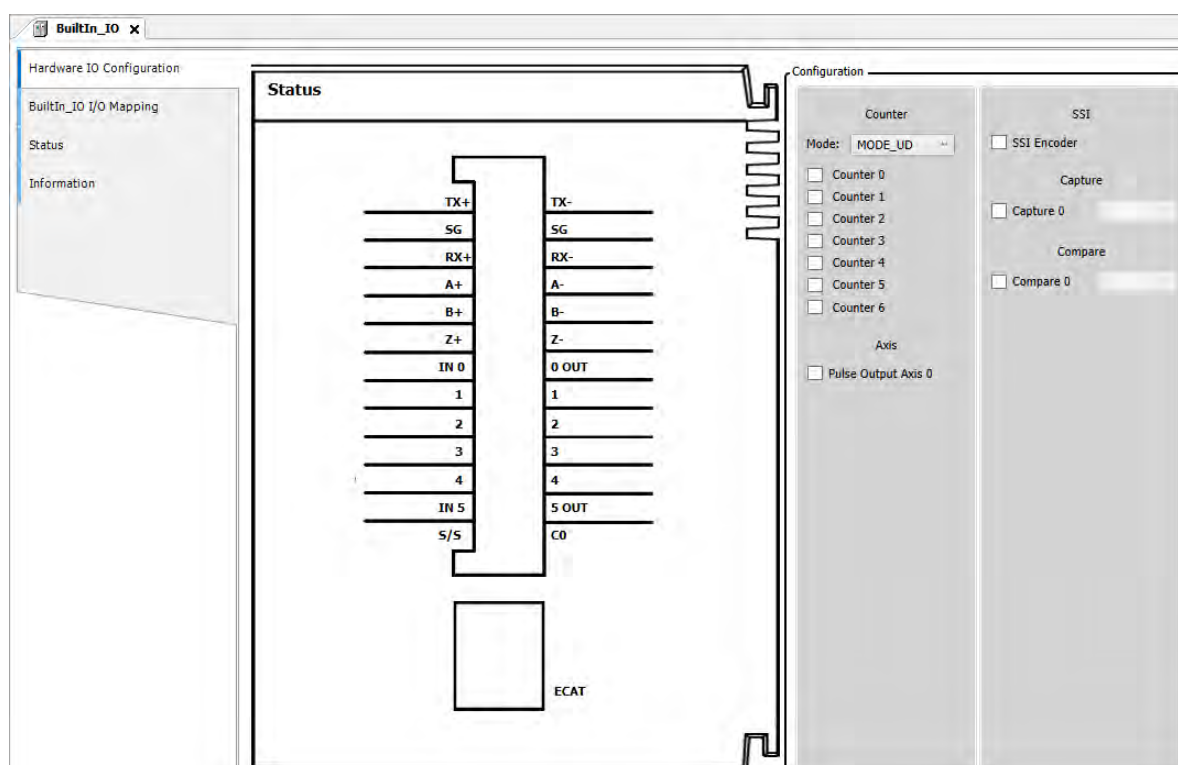 BuiltIn_IO
Hardware IO Configuration
BuiltIn_IO I/O Mapping
Status
Information
Status
TX+ TX-
SG SG
RX+ RX-
A+ A-
B+ B-
Z+ Z-
IN 0 0 OUT
1 1
2 2
3 3
4 4
IN 5 5 OUT
S/S C0
ECAT
Configuration
Counter
Mode: MODE_UD
Counter 0
Counter 1
Counter 2
Counter 3
Counter 4
Counter 5
Counter 6
Axis
Pulse Output Axis 0
SSI
SSI Encoder
Capture
Capture 0
Compare
Compare 0